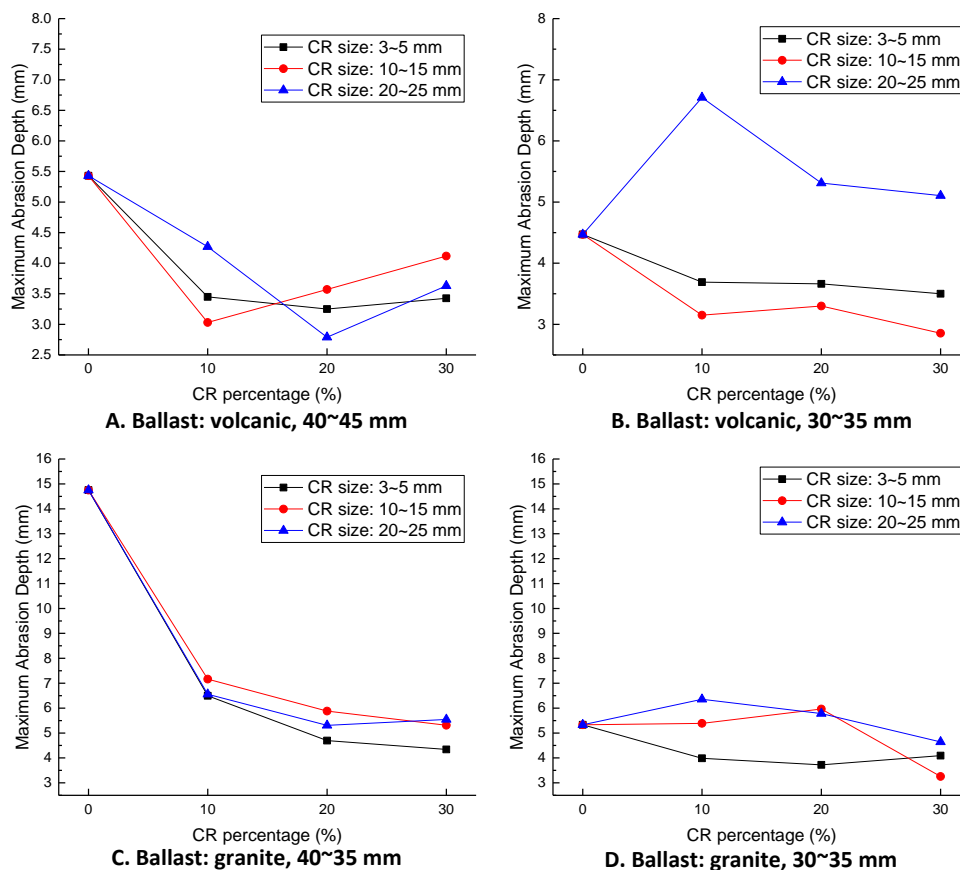 8.0
7.5
7.0
6.5
6.0
5.5
5.0
4.5
4.0
3.5
3.0
2.5
Maximum Abrasion Depth (mm)
CR size: 3~5 mm
CR size: 10~15 mm
CR size: 20~25 mm
0 10 20 30
CR percentage (%)
A. Ballast: volcanic, 40~45 mm
8
7
6
5
4
3
Maximum Abrasion Depth (mm)
CR size: 3~5 mm
CR size: 10~15 mm
CR size: 20~25 mm
0 10 20 30
CR percentage (%)
B. Ballast: volcanic, 30~35 mm
16
15
14
13
12
11
10
9
8
7
6
5
4
3
Maximum Abrasion Depth (mm)
CR size: 3~5 mm
CR size: 10~15 mm
CR size: 20~25 mm
0 10 20 30
CR percentage (%)
C. Ballast: granite, 40~35 mm
16
15
14
13
12
11
10
9
8
7
6
5
4
3
Maximum Abrasion Depth (mm)
CR size: 3~5 mm
CR size: 10~15 mm
CR size: 20~25 mm
0 10 20 30
CR percentage (%)
D. Ballast: granite, 30~35 mm